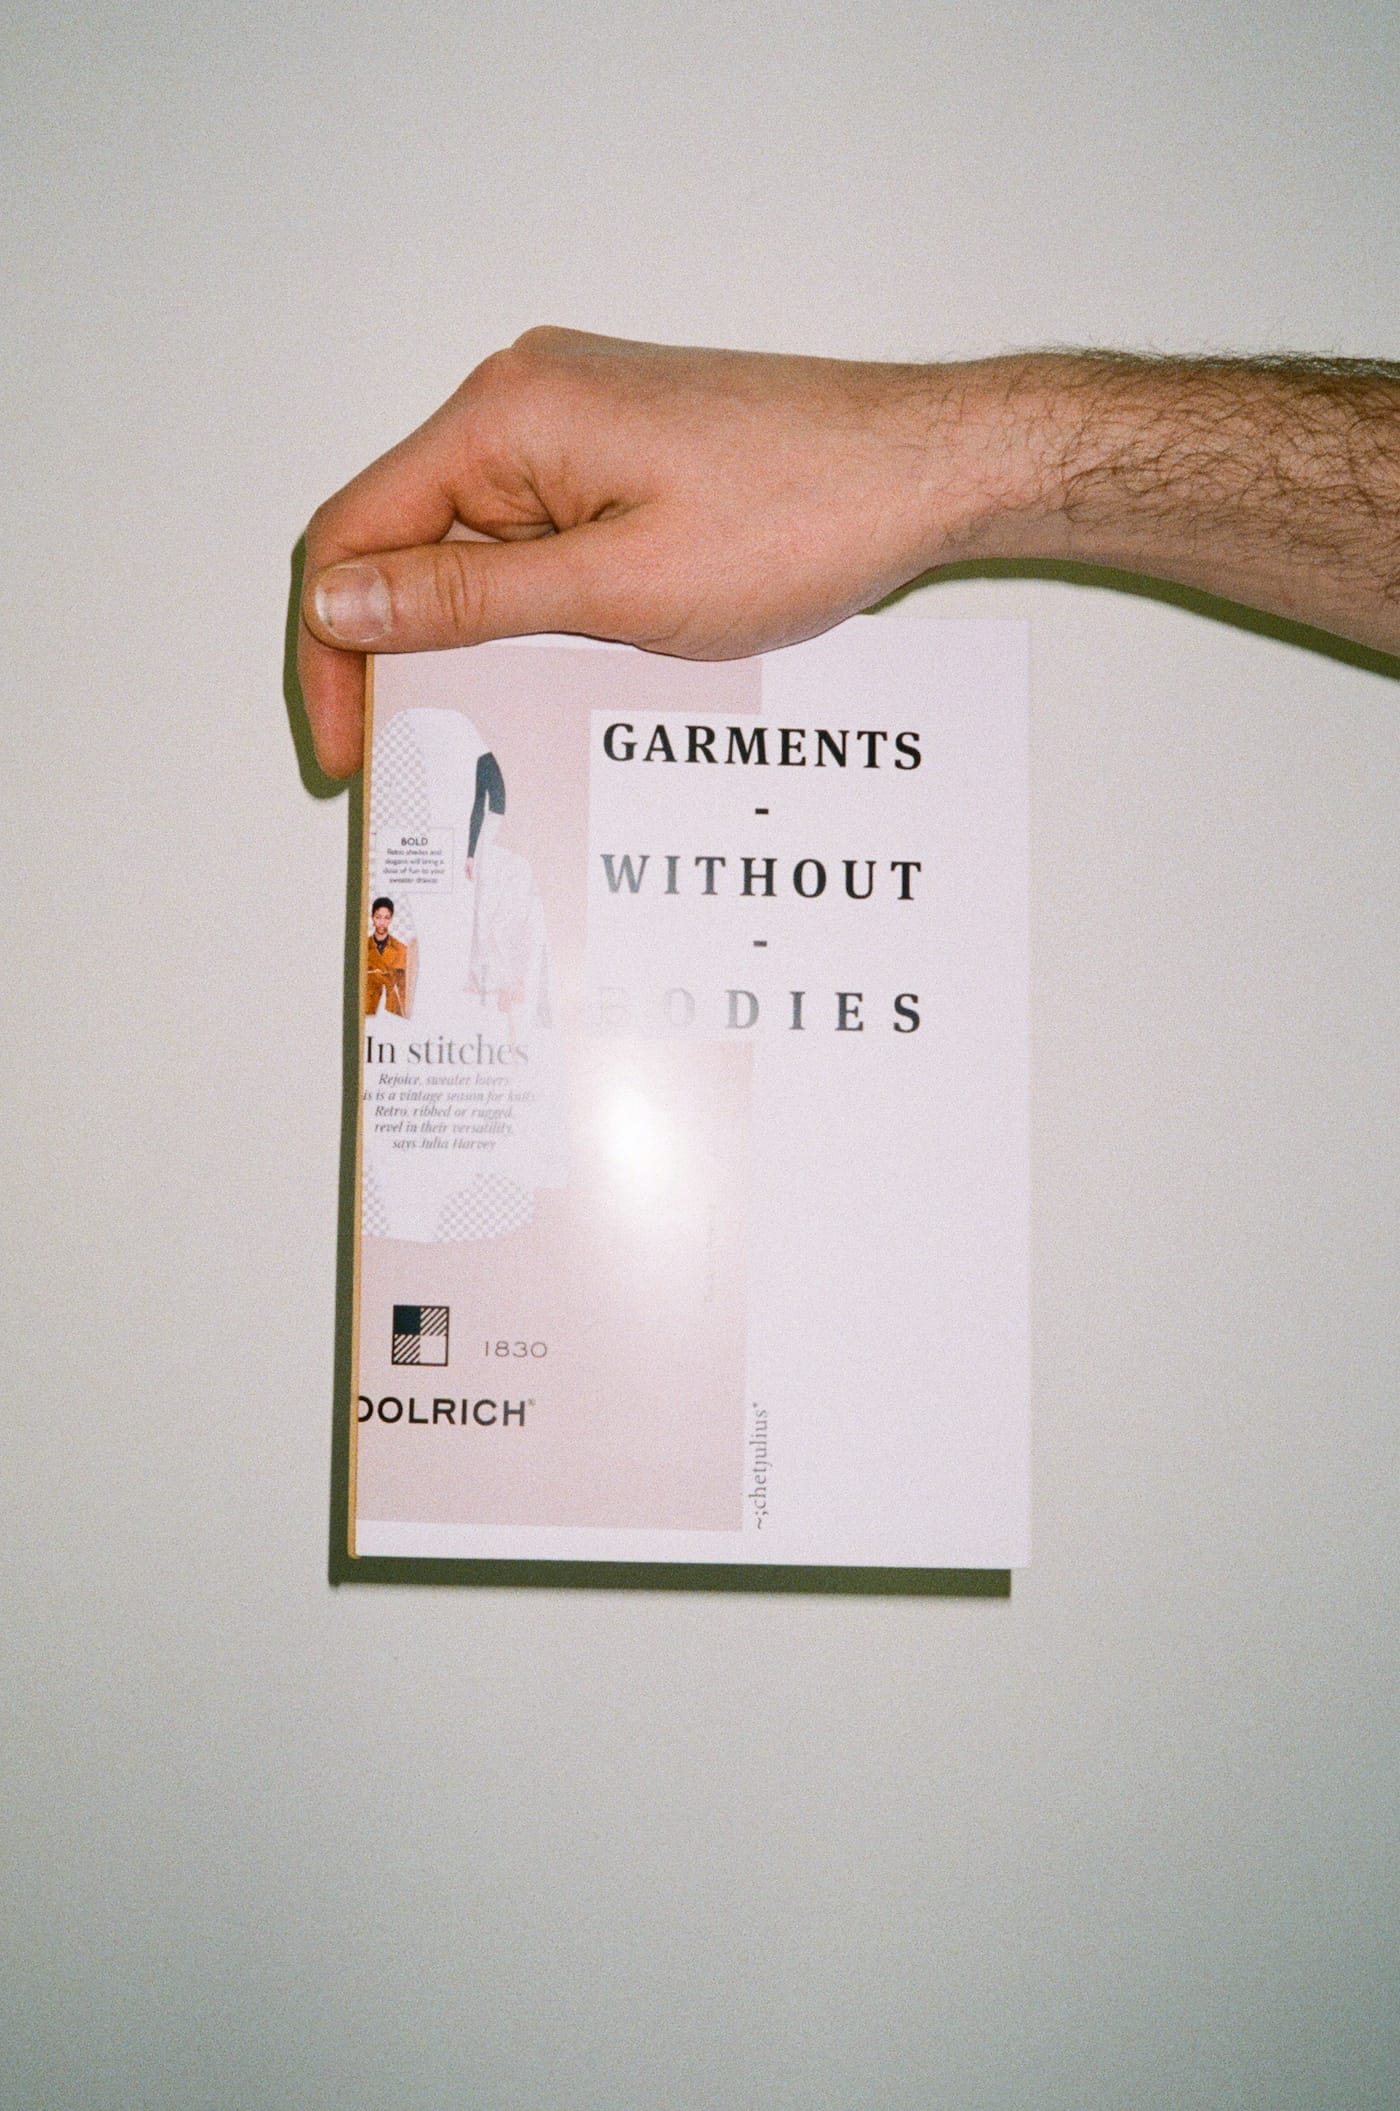 GARMENTS
-
WITHOUT
-
BODIES
BOLD
Retro shades and
slogans will bring a
dose of fun to your
sweater drawer
In stitches
Rejoice, sweater lovers:
is is a vintage season for knits.
Retro, ribbed or rugged,
revel in their versatility,
says Julia Harvey
1830
OOLRICH®
~;chetjulius*